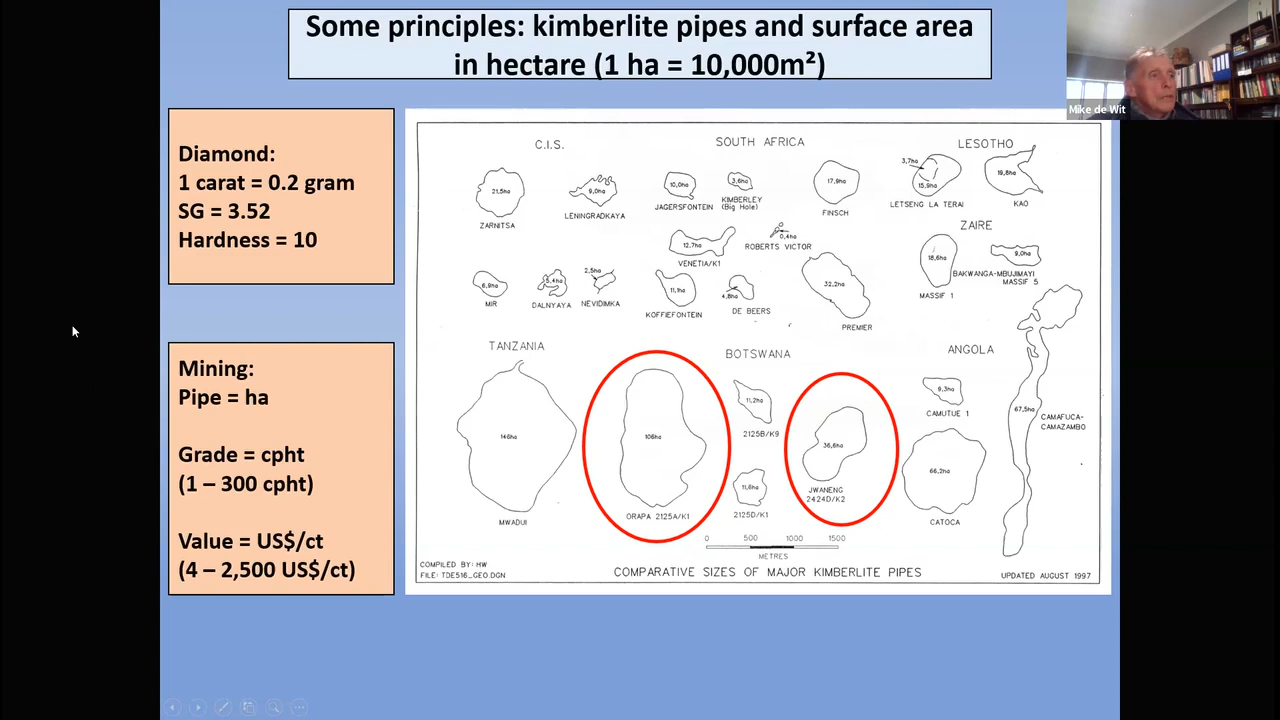 Some principles: kimberlite pipes and surface area
in hectare (1 ha = 10,000m²)
Mike de Wit
Diamond:
1 carat = 0.2 gram
SG = 3.52
Hardness = 10
Mining:
Pipe = ha
Grade = cpht
(1 – 300 cpht)
Value = US$/ct
(4 – 2,500 US$/ct)
C.I.S.
21,5ha
ZARNITSA
9,0ha
LENINGRADKAYA
6,9ha
MIR
5,4ha
DALNYAYA
2,5ha
NEVIDIMKA
SOUTH AFRICA
10,0ha
JAGERSFONTEIN
3,6ha
KIMBERLEY
(Big Hole)
17,9ha
FINSCH
12,7ha
VENETIA/K1
0,4ha
ROBERTS VICTOR
11,1ha
KOFFIEFONTEIN
4,8ha
DE BEERS
32,2ha
PREMIER
LESOTHO
3,7ha
15,9ha
LETSENG LA TERAI
19,8ha
KAO
ZAIRE
18,6ha
MASSIF 1
9,0ha
BAKWANGA-MBUJIMAYI
MASSIF 5
TANZANIA
146ha
MWADUI
BOTSWANA
106ha
ORAPA 2125A/K1
11,2ha
2125B/K9
11,6ha
2125D/K1
36,6ha
JWANENG
2424D/K2
ANGOLA
CAMUTUE 1
66,2ha
CATOCA
67,5ha
CAMAFUCA-
CAMAZAMBO
0 500 1000 1500
METRES
COMPILED BY: HW
FILE: TDE516_GEO.DGN
COMPARATIVE SIZES OF MAJOR KIMBERLITE PIPES
UPDATED AUGUST 1997